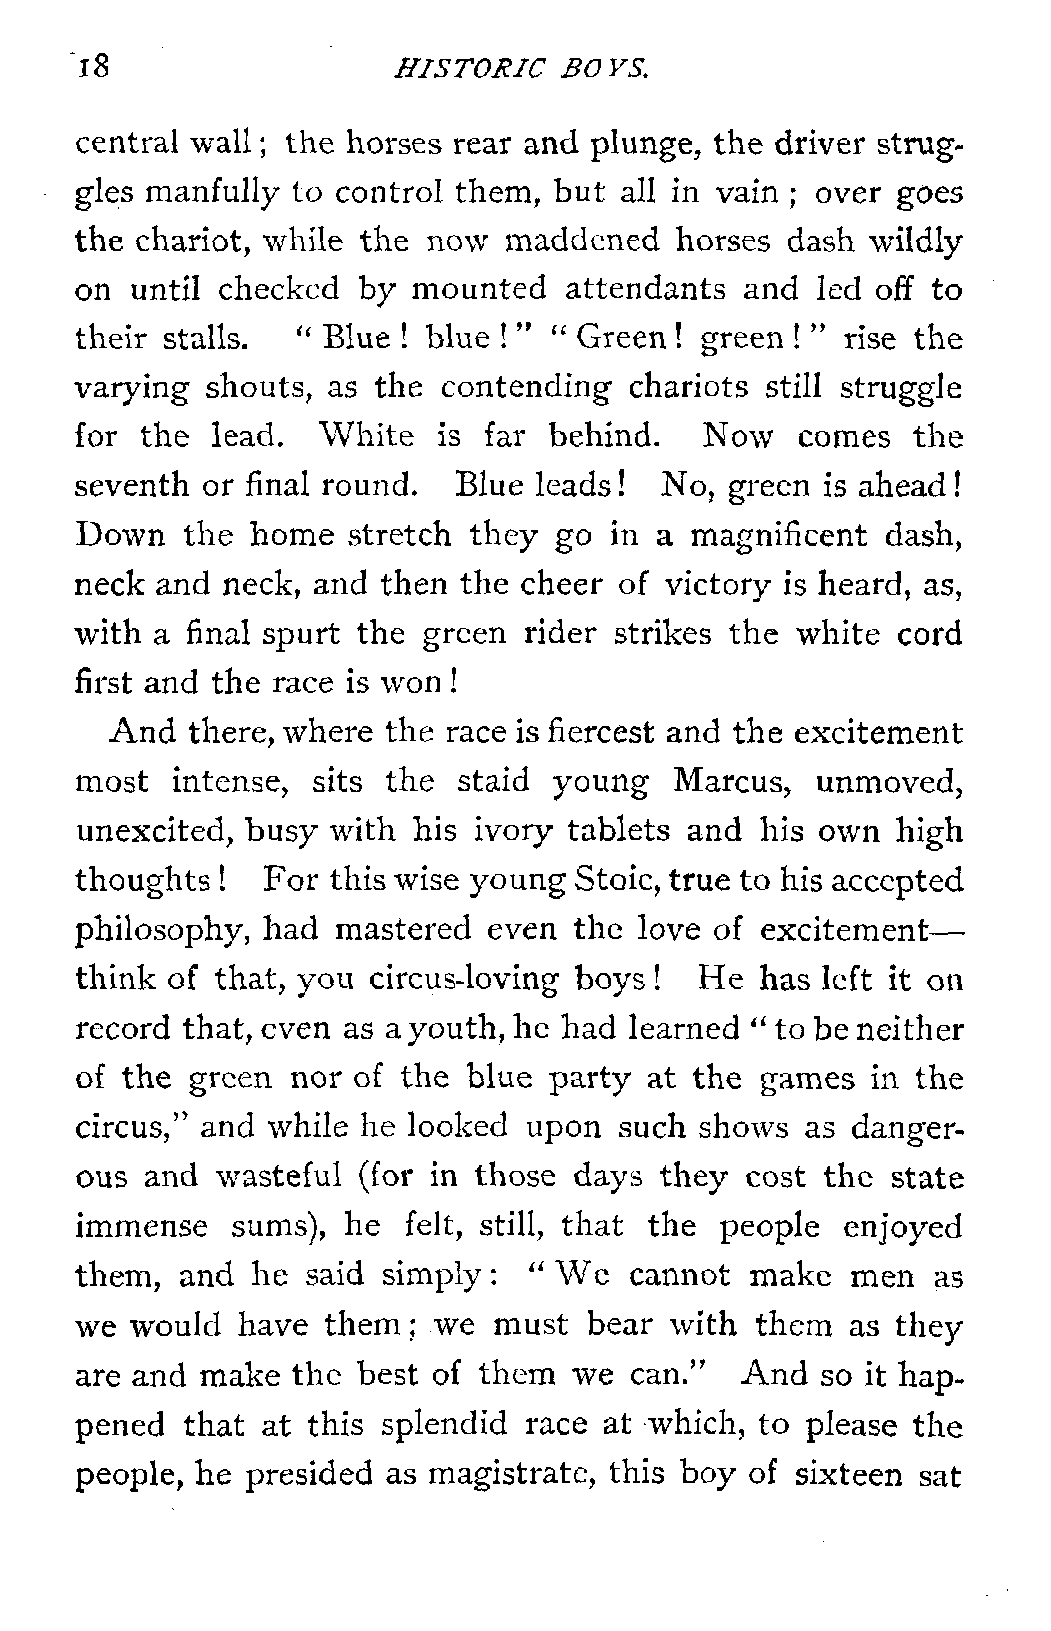 18 HISTORIC BOYS.
central wall; the horses rear and plunge, the driver strug-
gles manfully to control them, but all in vain; over goes
the chariot, while the now maddened horses dash wildly
on until checked by mounted attendants and led off to
their stalls. "Blue! blue!" "Green! green!" rise the
varying shouts, as the contending chariots still struggle
for the lead. White is far behind. Now comes the
seventh or final round. Blue leads! No, green is ahead!
Down the home stretch they go in a magnificent dash,
neck and neck, and then the cheer of victory is heard, as,
with a final spurt the green rider strikes the white cord
first and the race is won!
And there, where the race is fiercest and the excitement
most intense, sits the staid young Marcus, unmoved,
unexcited, busy with his ivory tablets and his own high
thoughts! For this wise young Stoic, true to his accepted
philosophy, had mastered even the love of excitement—
think of that, you circus-loving boys! He has left it on
record that, even as a youth, he had learned "to be neither
of the green nor of the blue party at the games in the
circus," and while he looked upon such shows as danger-
ous and wasteful (for in those days they cost the state
immense sums), he felt, still, that the people enjoyed
them, and he said simply: "We cannot make men as
we would have them; we must bear with them as they
are and make the best of them we can." And so it hap-
pened that at this splendid race at which, to please the
people, he presided as magistrate, this boy of sixteen sat